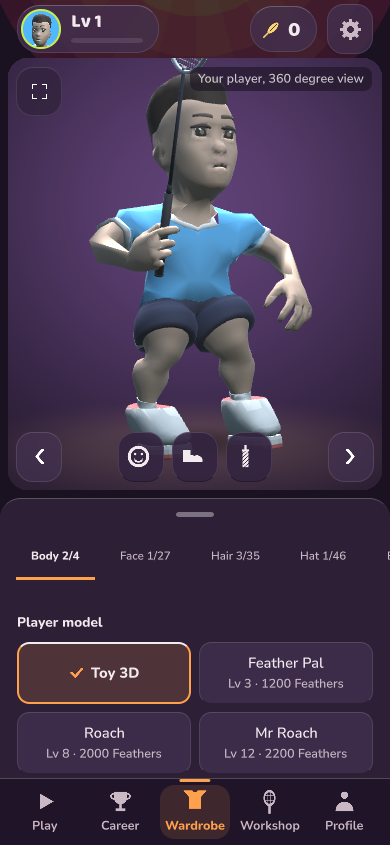 Lv 1
0
Your player, 360 degree view
Body 2/4
Face 1/27
Hair 3/35
Hat 1/46
Player model
Toy 3D
Feather Pal
Lv 3 · 1200 Feathers
Roach
Lv 8 · 2000 Feathers
Mr Roach
Lv 12 · 2200 Feathers
Play
Career
Wardrobe
Workshop
Profile